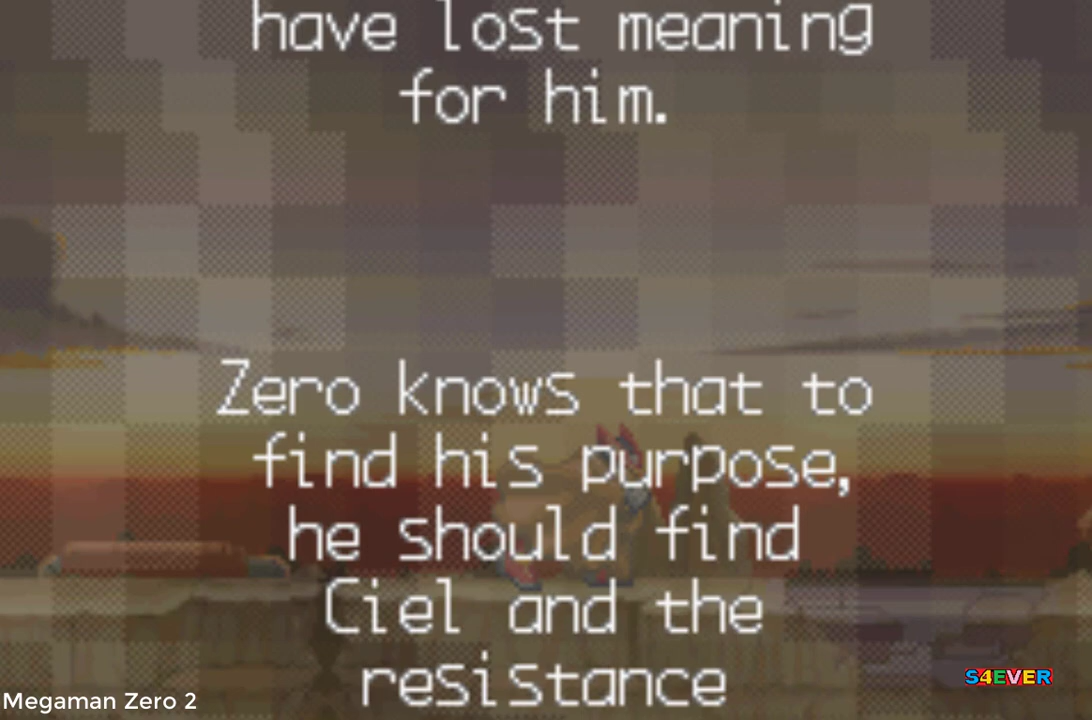 have lost meaning
for him.
Zero knows that to
find his purpose,
he should find
Ciel and the
resistance
S4EVER
Megaman Zero 2